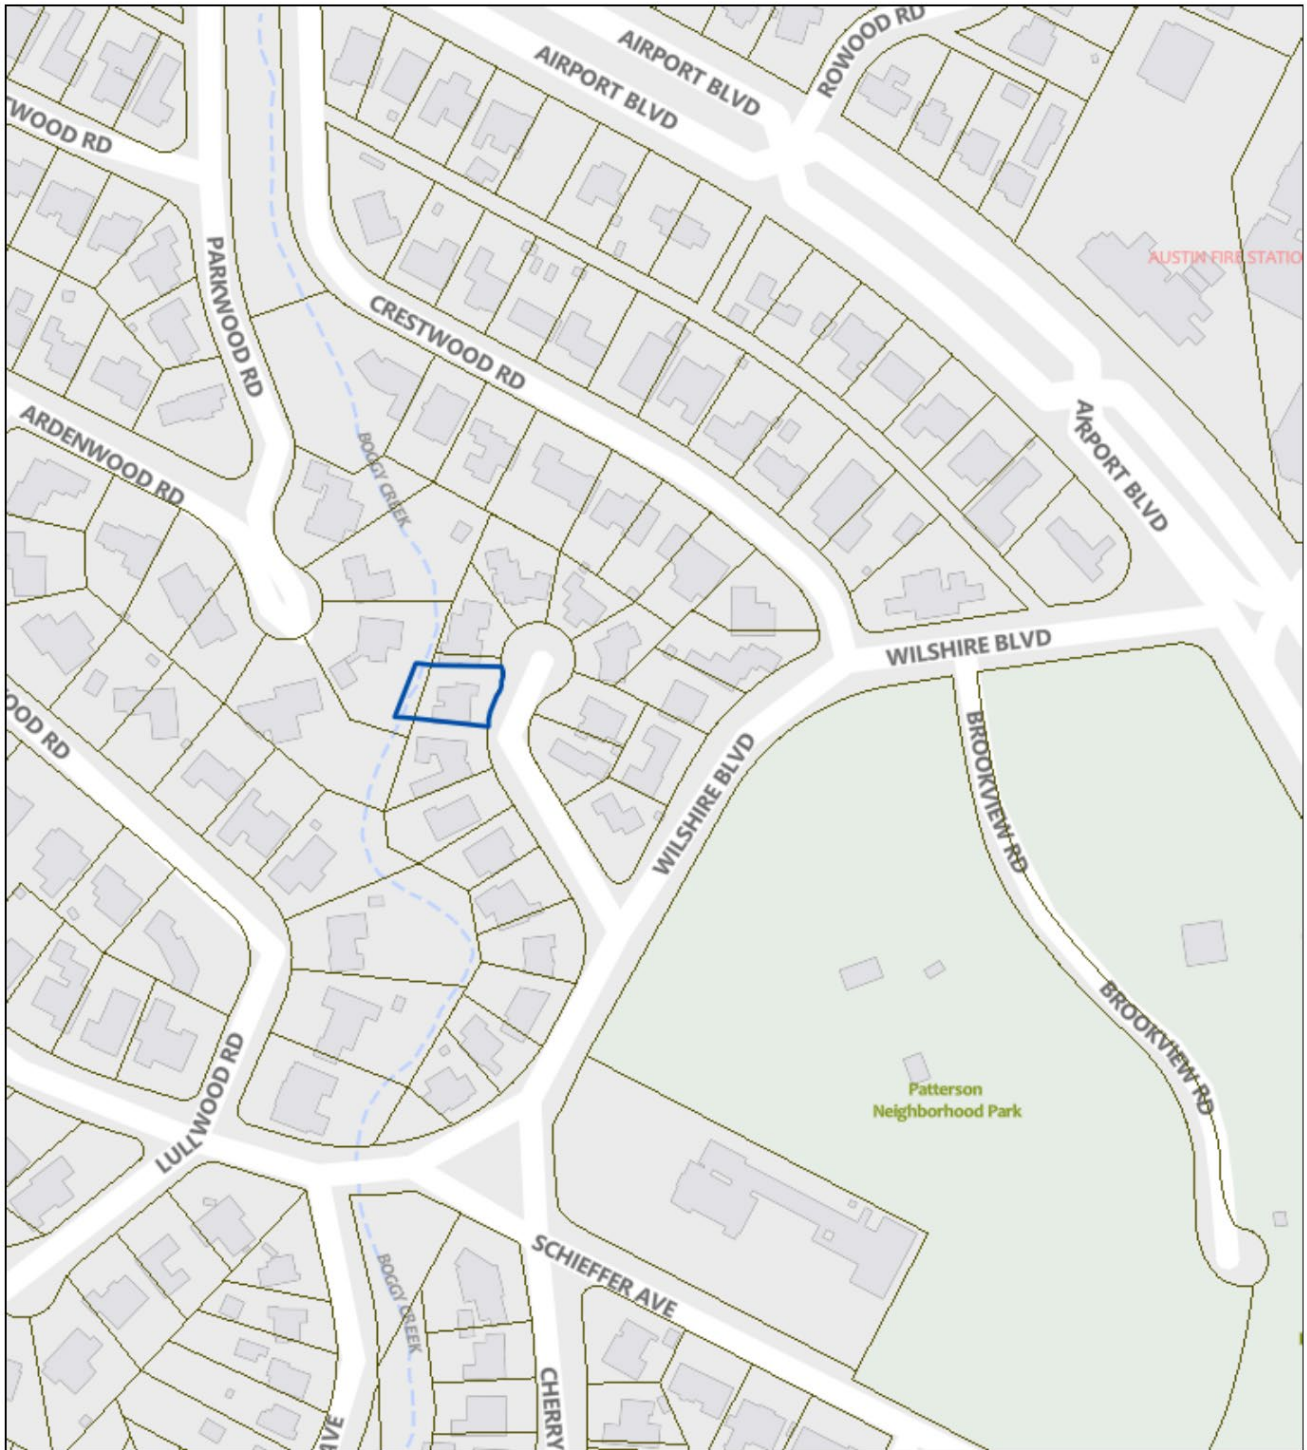 ROWOOD RD
AIRPORT BLVD
AIRPORT BLVD
TWOOD RD
AUSTIN FIRE STATIO
PARKWOOD RD
CRESTWOOD RD
ARDENWOOD RD
BOGGY CREEK
AIRPORT BLVD
WILSHIRE BLVD
OOD RD
BROOKVIEW RD
WILSHIRE BLVD
BROOKVIEW RD
Patterson
Neighborhood Park
LULLWOOD RD
SCHIEFFER AVE
BOGGY CREEK
CHERRY
AVE